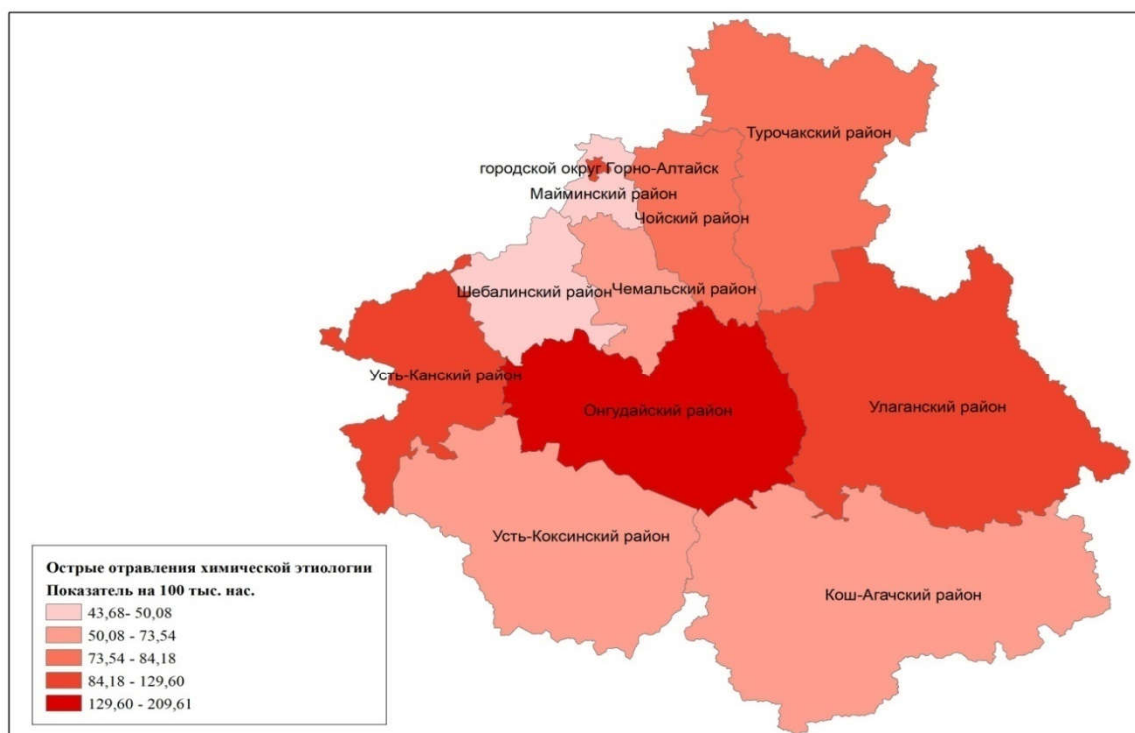 Турочакский район
городской округ Горно-Алтайск
Майминский район
Чойский район
Шебалинский район
Чемальский район
Усть-Канский район
Онгудайский район
Улаганский район
Усть-Коксинский район
Кош-Агачский район
Острые отравления химической этиологии
Показатель на 100 тыс. нас.
43,68- 50,08
50,08 - 73,54
73,54 - 84,18
84,18 - 129,60
129,60 - 209,61